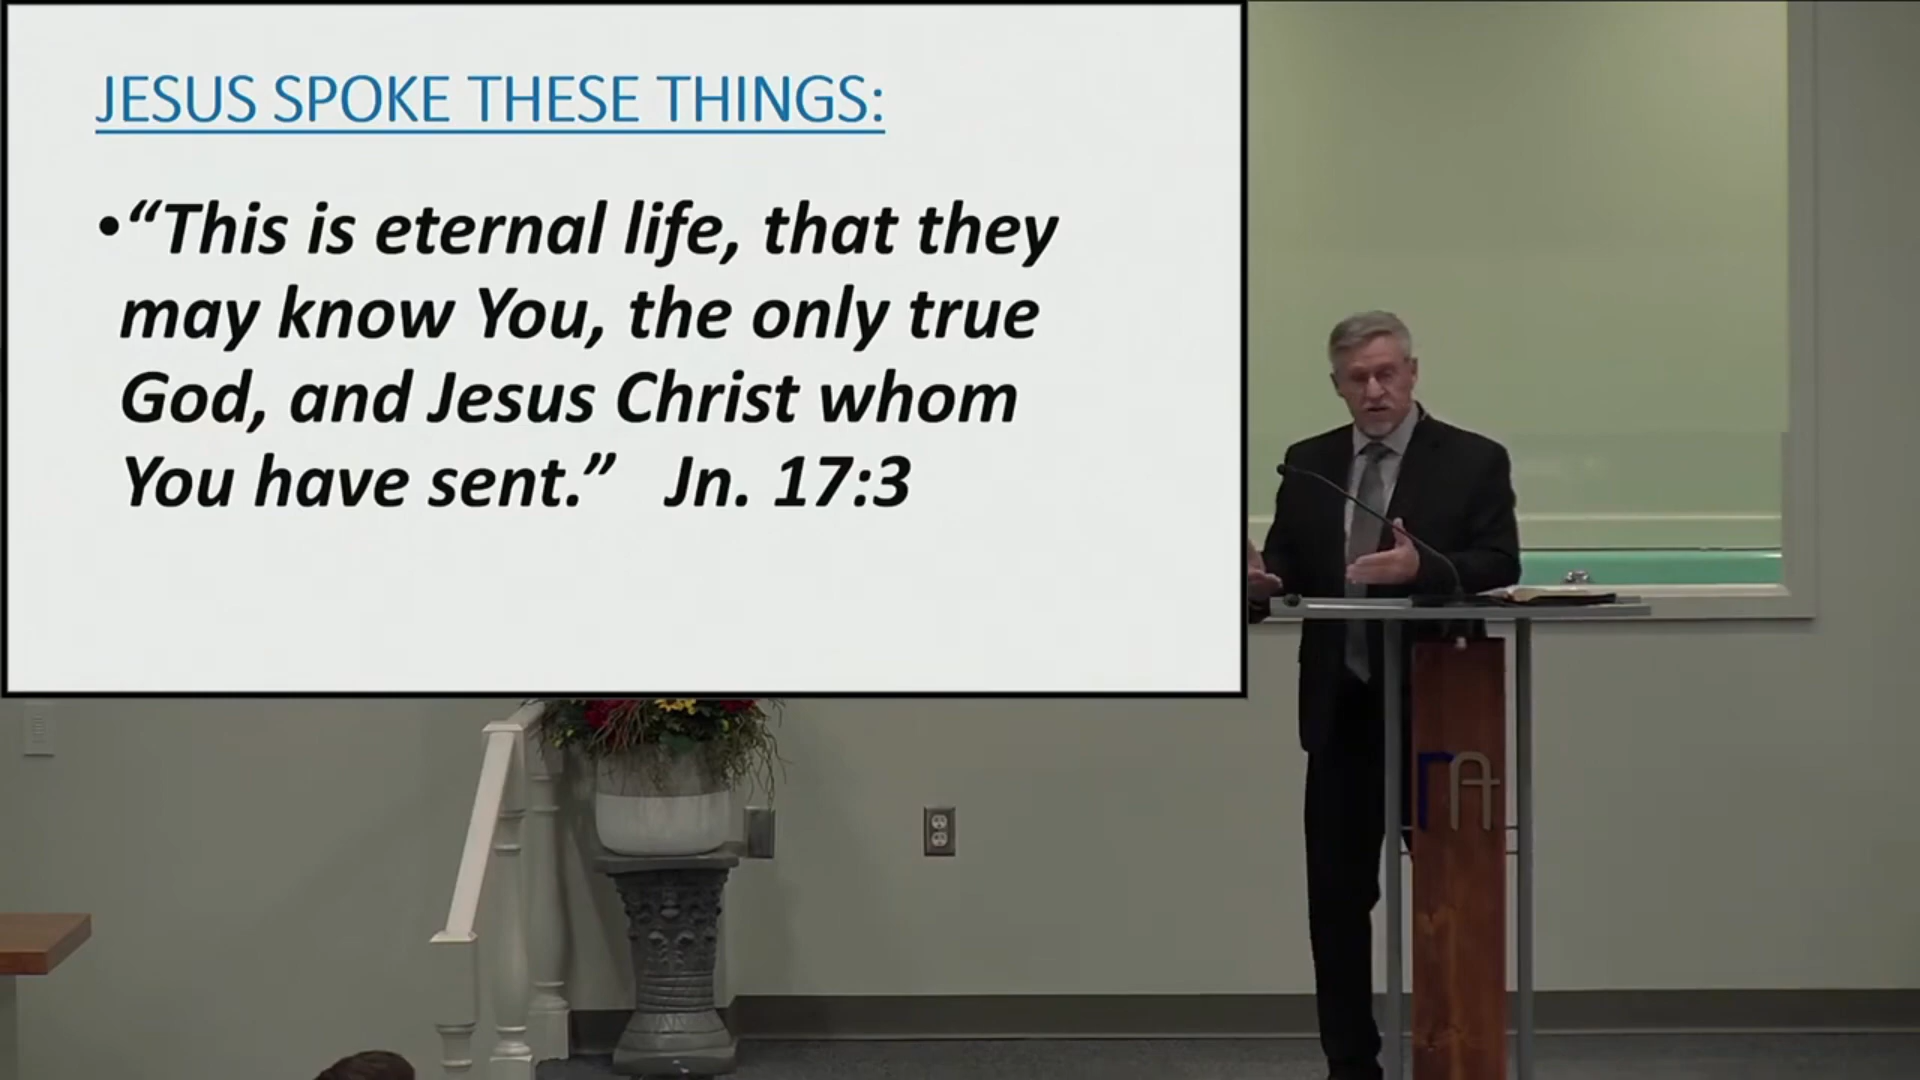 JESUS SPOKE THESE THINGS:
•“This is eternal life, that they
may know You, the only true
God, and Jesus Christ whom
You have sent.” Jn. 17:3